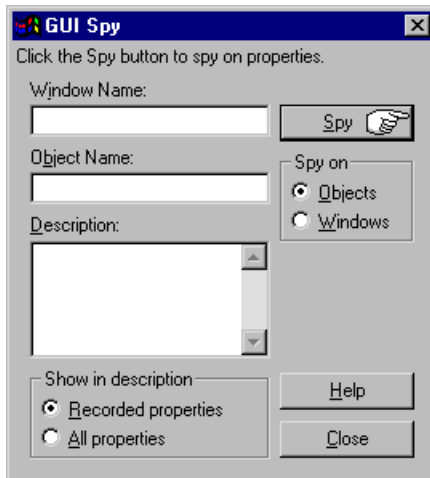 GUI Spy
Click the Spy button to spy on properties.
Window Name:
Spy
Object Name:
Spy on
Objects
Windows
Description:
Show in description
Recorded properties
All properties
Help
Close